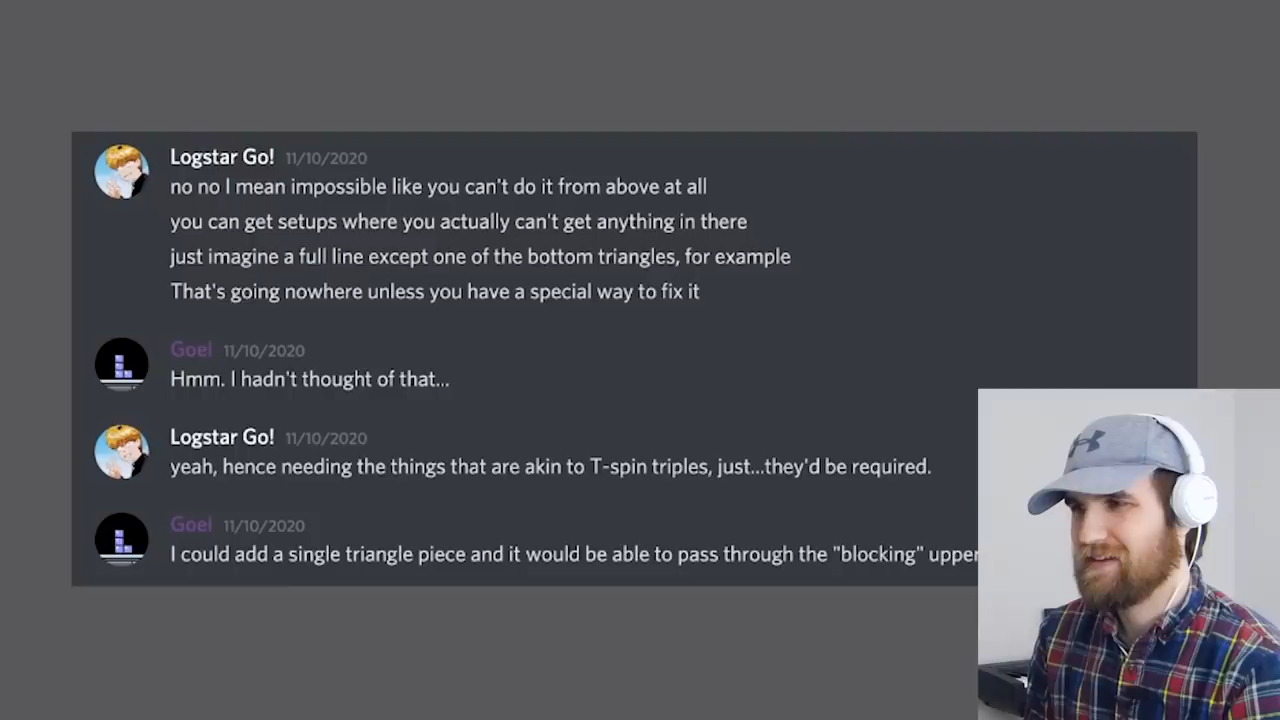 Logstar Go! 11/10/2020
no no I mean impossible like you can't do it from above at all
you can get setups where you actually can't get anything in there
just imagine a full line except one of the bottom triangles, for example
That's going nowhere unless you have a special way to fix it
Goel 11/10/2020
Hmm. I hadn't thought of that...
Logstar Go! 11/10/2020
yeah, hence needing the things that are akin to T-spin triples, just...they'd be required.
Goel 11/10/2020
I could add a single triangle piece and it would be able to pass through the "blocking" upper